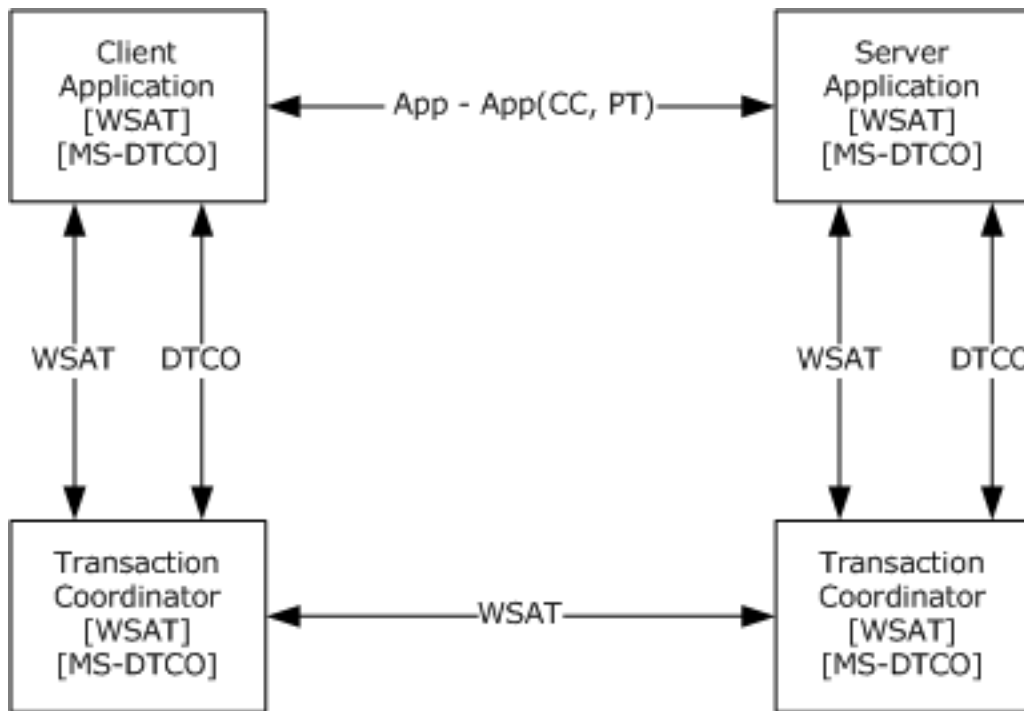 Client
Application
[WSAT]
[MS-DTCO]
App - App(CC, PT)
Server
Application
[WSAT]
[MS-DTCO]
WSAT
DTCO
WSAT
DTCO
Transaction
Coordinator
[WSAT]
[MS-DTCO]
WSAT
Transaction
Coordinator
[WSAT]
[MS-DTCO]